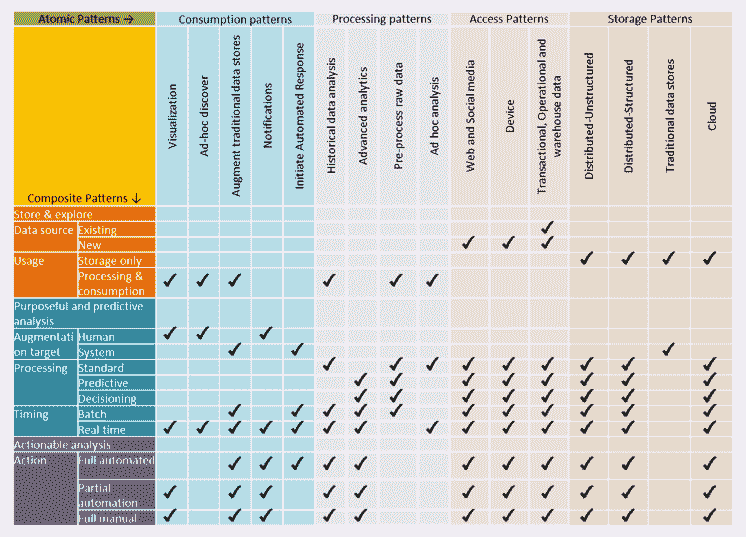 Atomic Patterns → Consumption patterns Processing patterns Access Patterns Storage Patterns
Composite Patterns ↓
Visualization
Ad-hoc discover
Augment traditional data stores
Notifications
Initiate Automated Response
Historical data analysis
Advanced analytics
Pre-process raw data
Ad hoc analysis
Web and Social media
Device
Transactional, Operational and
warehouse data
Distributed-Unstructured
Distributed-Structured
Traditional data stores
Cloud
Store & explore
Data source Existing ✓
New ✓ ✓ ✓
Usage Storage only ✓ ✓ ✓ ✓
Processing &
consumption ✓ ✓ ✓ ✓ ✓ ✓
Purposeful and predictive
analysis
Augmentati Human ✓ ✓ ✓
on target System ✓ ✓ ✓
Processing Standard ✓ ✓ ✓ ✓ ✓ ✓ ✓ ✓ ✓
Predictive ✓ ✓ ✓ ✓ ✓ ✓ ✓ ✓
Decisioning ✓ ✓ ✓ ✓ ✓ ✓ ✓ ✓
Timing Batch ✓ ✓ ✓ ✓ ✓ ✓ ✓ ✓ ✓ ✓ ✓
Real time ✓ ✓ ✓ ✓ ✓ ✓ ✓ ✓ ✓ ✓ ✓ ✓ ✓ ✓
Actionable analysis
Action Full automated ✓ ✓ ✓ ✓ ✓ ✓ ✓ ✓ ✓ ✓ ✓
Partial
automation ✓ ✓ ✓ ✓ ✓ ✓ ✓ ✓ ✓ ✓ ✓
Full manual ✓ ✓ ✓ ✓ ✓ ✓ ✓ ✓ ✓ ✓ ✓